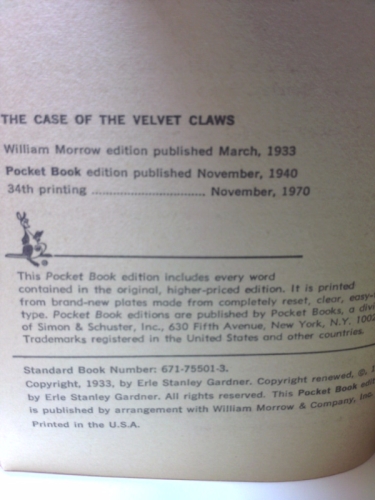 THE CASE OF THE VELVET CLAWS
William Morrow edition published March, 1933
Pocket Book edition published November, 1940
34th printing ................................. November, 1970
This Pocket Book edition includes every word
contained in the original, higher-priced edition. It is printed
from brand-new plates made from completely reset, clear,
type. Pocket Book editions are published by Pocket Books, a
of Simon & Schuster, Inc., 630 Fifth Avenue, New York, N.Y.
Trademarks registered in the United States and other countries.
Standard Book Number: 671-75501-3.
Copyright, 1933, by Erle Stanley Gardner. Copyright renewed, ©,
by Erle Stanley Gardner. All rights reserved. This Pocket Book
is published by arrangement with William Morrow & Company, Inc.
Printed in the U.S.A.